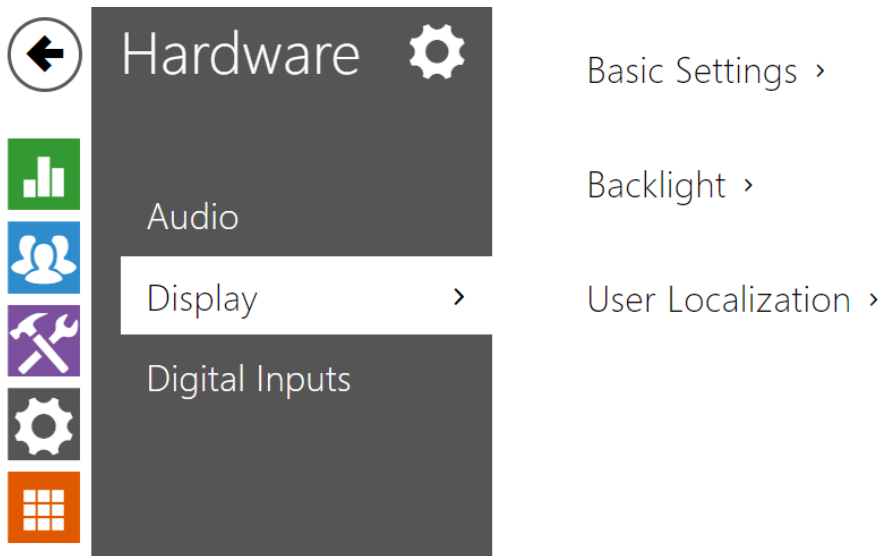 Hardware
Audio
Display
Digital Inputs
Basic Settings
Backlight
User Localization